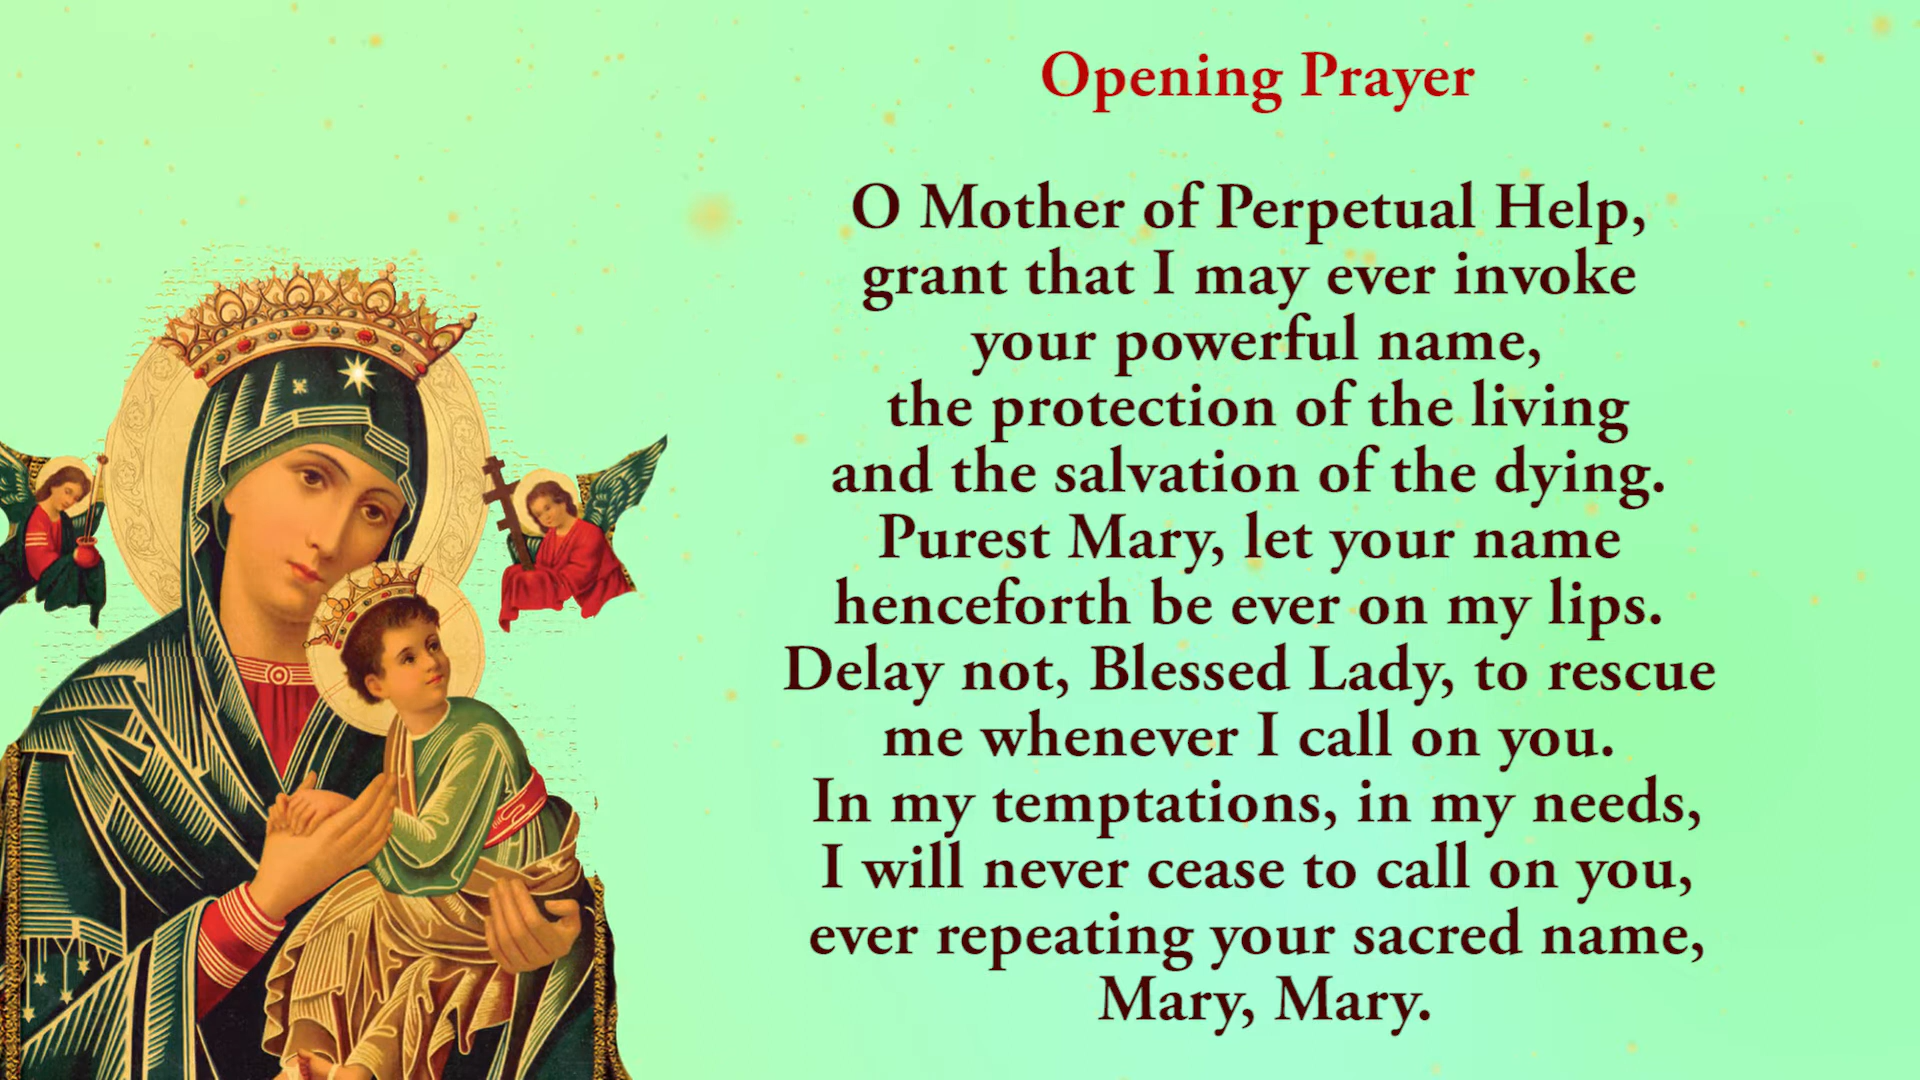 Opening Prayer
O Mother of Perpetual Help,
grant that I may ever invoke
your powerful name,
the protection of the living
and the salvation of the dying.
Purest Mary, let your name
henceforth be ever on my lips.
Delay not, Blessed Lady, to rescue
me whenever I call on you.
In my temptations, in my needs,
I will never cease to call on you,
ever repeating your sacred name,
Mary, Mary.